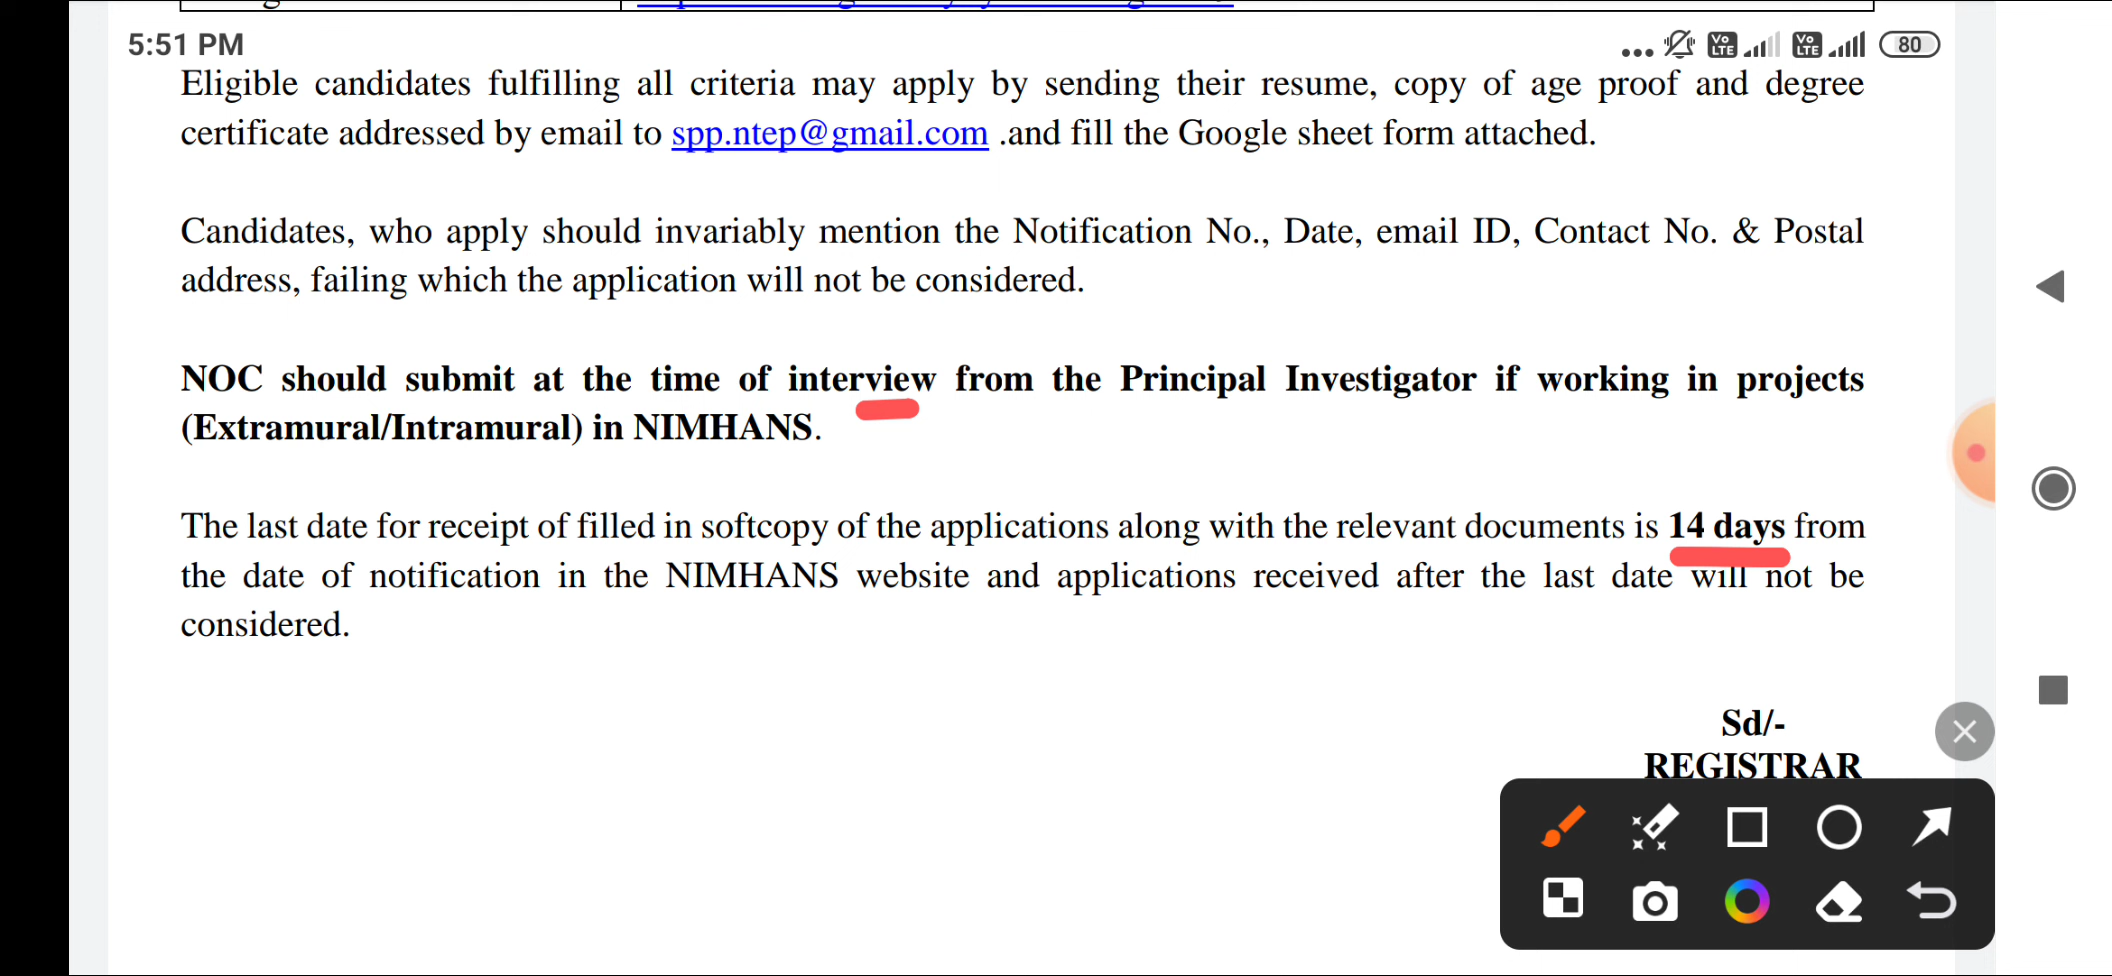 5:51 PM
Vo LTE Vo LTE 80
Eligible candidates fulfilling all criteria may apply by sending their resume, copy of age proof and degree
certificate addressed by email to spp.ntep@gmail.com .and fill the Google sheet form attached.
Candidates, who apply should invariably mention the Notification No., Date, email ID, Contact No. & Postal
address, failing which the application will not be considered.
NOC should submit at the time of interview from the Principal Investigator if working in projects
(Extramural/Intramural) in NIMHANS.
The last date for receipt of filled in softcopy of the applications along with the relevant documents is 14 days from
the date of notification in the NIMHANS website and applications received after the last date will not be
considered.
Sd/-
REGISTRAR